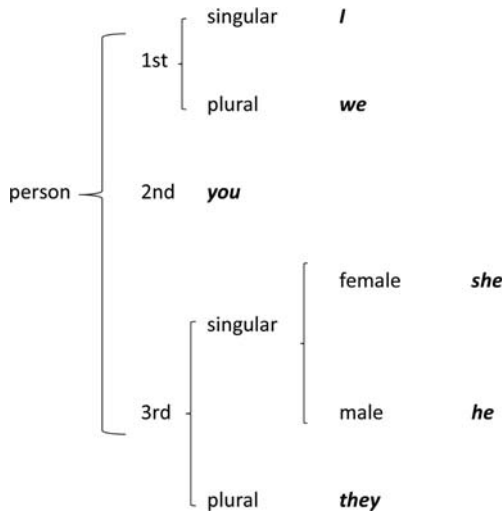 singular I
1st
plural we
person 2nd you
female she
singular
3rd male he
plural they